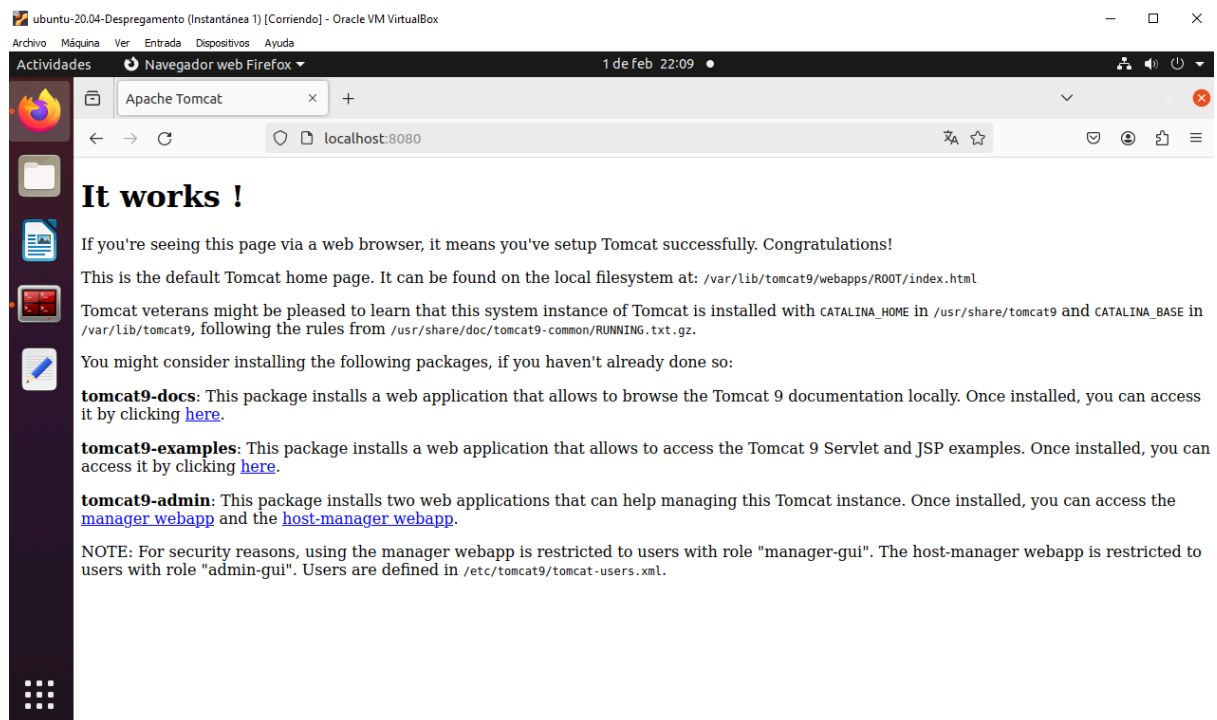 ubuntu-20.04-Despregamento (Instantánea 1) [Corriendo] - Oracle VM VirtualBox
Archivo Máquina Ver Entrada Dispositivos Ayuda
Actividades Navegador web Firefox 1 de feb 22:09
Apache Tomcat
localhost:8080
It works !
If you're seeing this page via a web browser, it means you've setup Tomcat successfully. Congratulations!
This is the default Tomcat home page. It can be found on the local filesystem at: /var/lib/tomcat9/webapps/ROOT/index.html
Tomcat veterans might be pleased to learn that this system instance of Tomcat is installed with CATALINA_HOME in /usr/share/tomcat9 and CATALINA_BASE in
/var/lib/tomcat9, following the rules from /usr/share/doc/tomcat9-common/RUNNING.txt.gz.
You might consider installing the following packages, if you haven't already done so:
tomcat9-docs: This package installs a web application that allows to browse the Tomcat 9 documentation locally. Once installed, you can access
it by clicking here.
tomcat9-examples: This package installs a web application that allows to access the Tomcat 9 Servlet and JSP examples. Once installed, you can
access it by clicking here.
tomcat9-admin: This package installs two web applications that can help managing this Tomcat instance. Once installed, you can access the
manager webapp and the host-manager webapp.
NOTE: For security reasons, using the manager webapp is restricted to users with role "manager-gui". The host-manager webapp is restricted to
users with role "admin-gui". Users are defined in /etc/tomcat9/tomcat-users.xml.